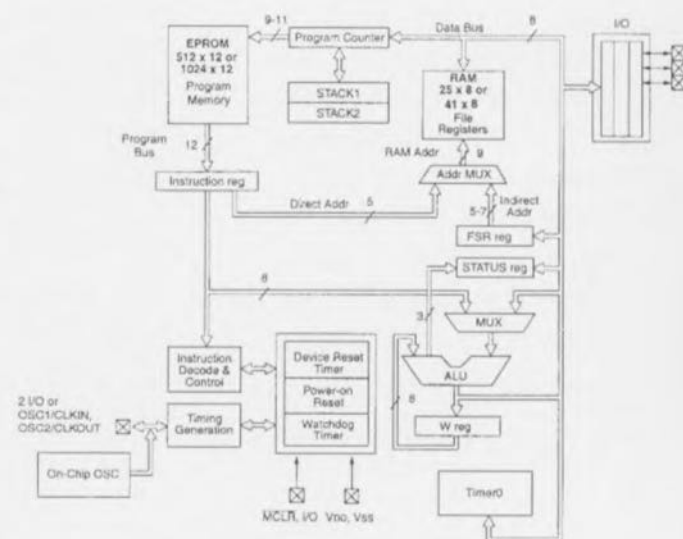 EPROM
512 x 12 or
1024 x 12
Program
Memory
9-11
Program Counter
Data Bus
8
I/O
STACK1
STACK2
RAM
25 x 8 or
41 x 8
File
Registers
Program
Bus
12
RAM Addr
9
Instruction reg
Addr MUX
Direct Addr
5
5-7
Indirect
Addr
FSR reg
STATUS reg
3
MUX
Instruction
Decode &
Control
Device Reset
Timer
Power-on
Reset
Watchdog
Timer
ALU
W reg
2 I/O or
OSC1/CLKIN,
OSC2/CLKOUT
Timing
Generation
On-Chip OSC
Timer0
MCLR, I/O
Vss